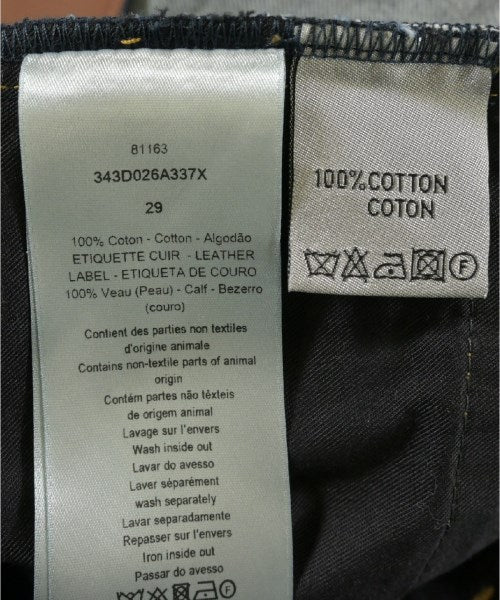 81163
343D026A337X
29
100% Coton - Cotton - Algodão
ETIQUETTE CUIR - LEATHER
LABEL - ETIQUETA DE COURO
100% Veau (Peau) - Calf - Bezerro
(couro)
Contient des parties non textiles
d'origine animale
Contains non-textile parts of animal
origin
Contém partes não têxteis
de origem animal
Lavage sur l'envers
Wash inside out
Lavar do avesso
Laver séparément
wash separately
Lavar separadamente
Repasser sur l'envers
Iron inside out
Passar do avesso
100%COTTON
COTON
F